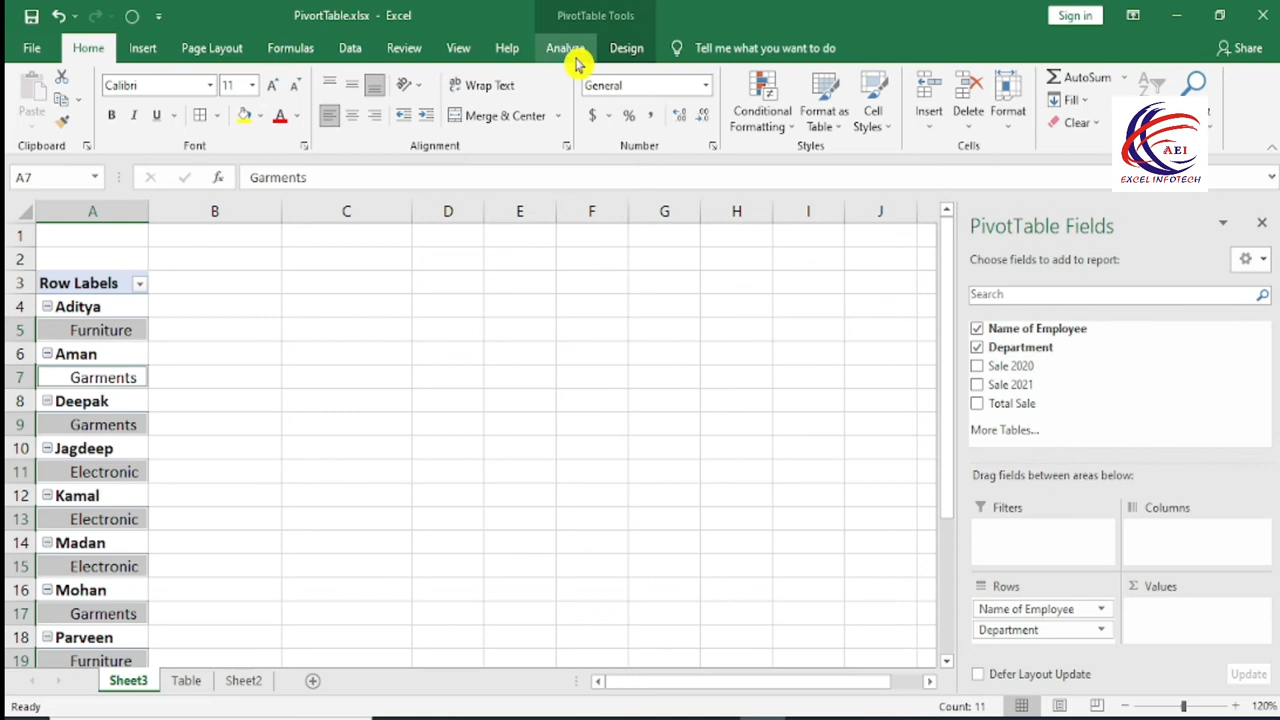 PivortTable.xlsx - Excel
PivotTable Tools
Sign in
File Home Insert Page Layout Formulas Data Review View Help Analyze Design Tell me what you want to do Share
Paste
Clipboard
Calibri 11
B I U A
Font
Wrap Text
Merge & Center
Alignment
General
$ % ,
Number
Conditional Formatting
Format as Table
Cell Styles
Styles
Insert Delete Format
Cells
AutoSum
Fill
Clear
AEI
EXCEL INFOTECH
A7 fx Garments
A B C D E F G H I J
1
2
3 Row Labels
4 Aditya
5 Furniture
6 Aman
7 Garments
8 Deepak
9 Garments
10 Jagdeep
11 Electronic
12 Kamal
13 Electronic
14 Madan
15 Electronic
16 Mohan
17 Garments
18 Parveen
19 Furniture
PivotTable Fields
Choose fields to add to report:
Search
Name of Employee
Department
Sale 2020
Sale 2021
Total Sale
More Tables...
Drag fields between areas below:
Filters Columns
Rows Σ Values
Name of Employee
Department
Defer Layout Update Update
Sheet3 Table Sheet2
Ready Count: 11 120%